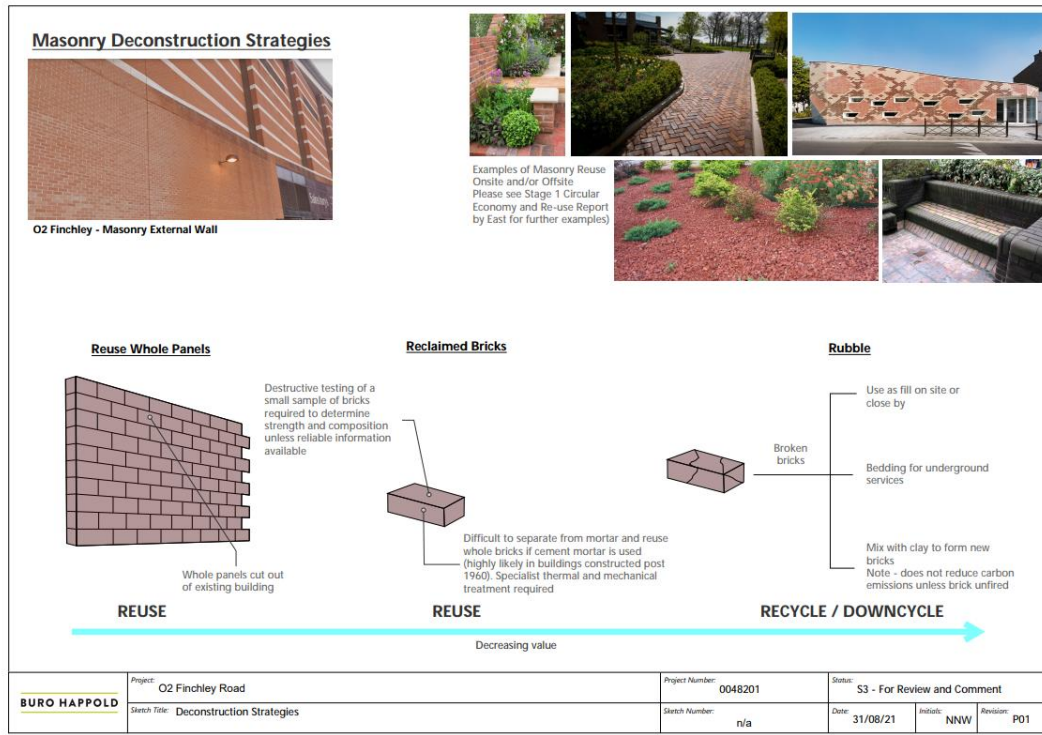 Masonry Deconstruction Strategies
O2 Finchley - Masonry External Wall
Examples of Masonry Reuse
Onsite and/or Offsite
Please see Stage 1 Circular
Economy and Re-use Report
by East for further examples)
Reuse Whole Panels
Reclaimed Bricks
Rubble
Destructive testing of a
small sample of bricks
required to determine
strength and composition
unless reliable information
available
Whole panels cut out
of existing building
Difficult to separate from mortar and reuse
whole bricks if cement mortar is used
(highly likely in buildings constructed post
1960). Specialist thermal and mechanical
treatment required
Broken
bricks
Use as fill on site or
close by
Bedding for underground
services
Mix with clay to form new
bricks
Note - does not reduce carbon
emissions unless brick unfired
REUSE
REUSE
RECYCLE / DOWNCYCLE
Decreasing value
BURO HAPPOLD
Project: O2 Finchley Road
Project Number: 0048201
Status: S3 - For Review and Comment
Sketch Title: Deconstruction Strategies
Sketch Number: n/a
Date: 31/08/21
Initials: NNW
Revision: P01